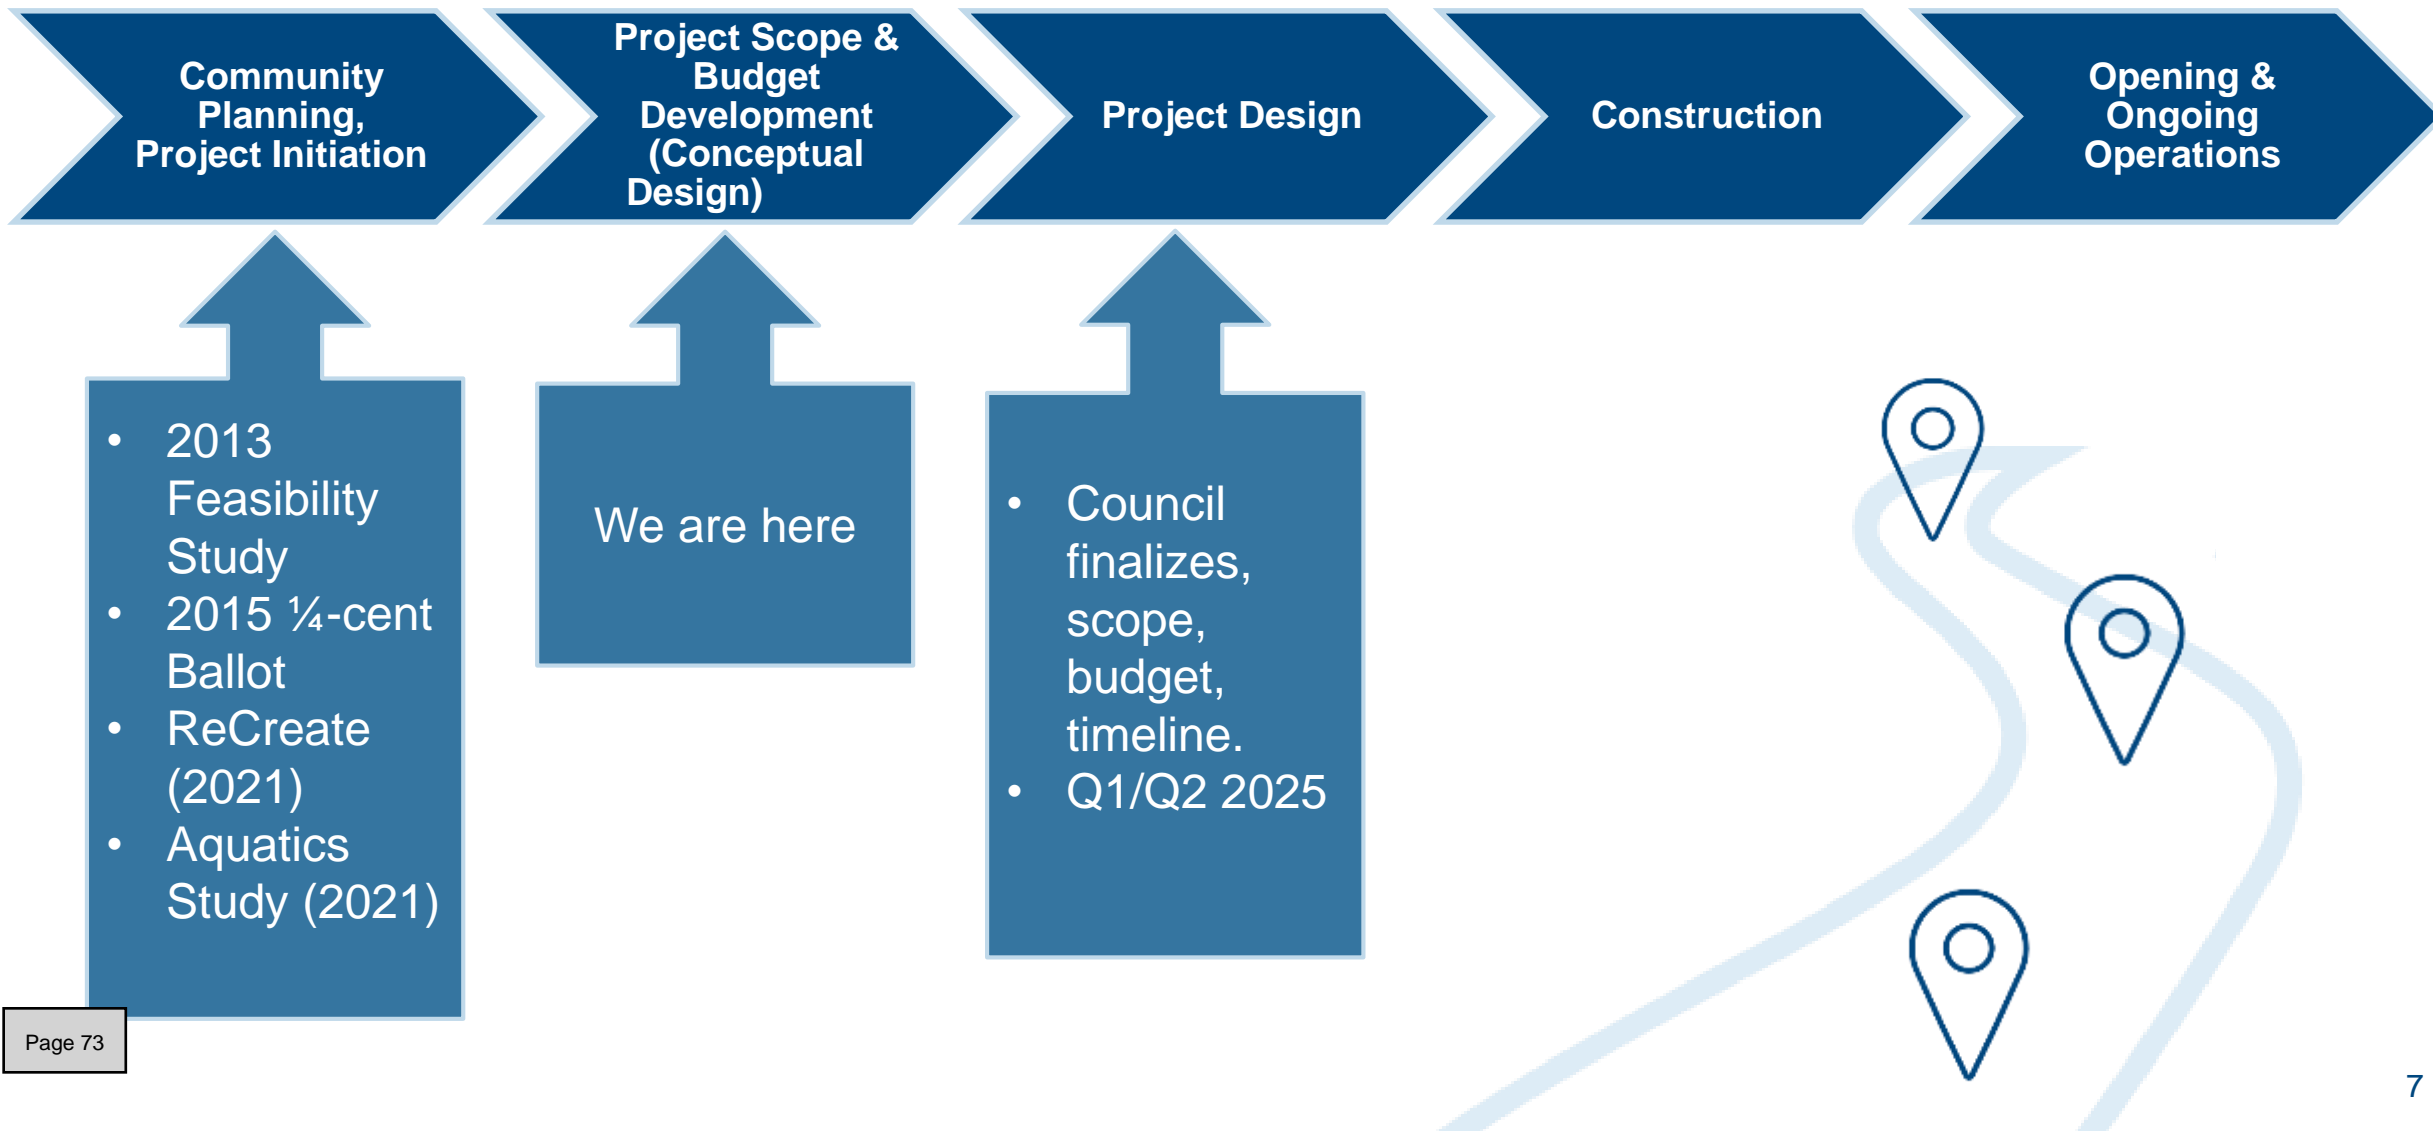 Community
Planning,
Project Initiation
Project Scope &
Budget
Development
(Conceptual
Design)
Project Design
Construction
Opening &
Ongoing
Operations
• 2013
Feasibility
Study
• 2015 ¼-cent
Ballot
• ReCreate
(2021)
• Aquatics
Study (2021)
We are here
• Council
finalizes,
scope,
budget,
timeline.
• Q1/Q2 2025
Page 73
7